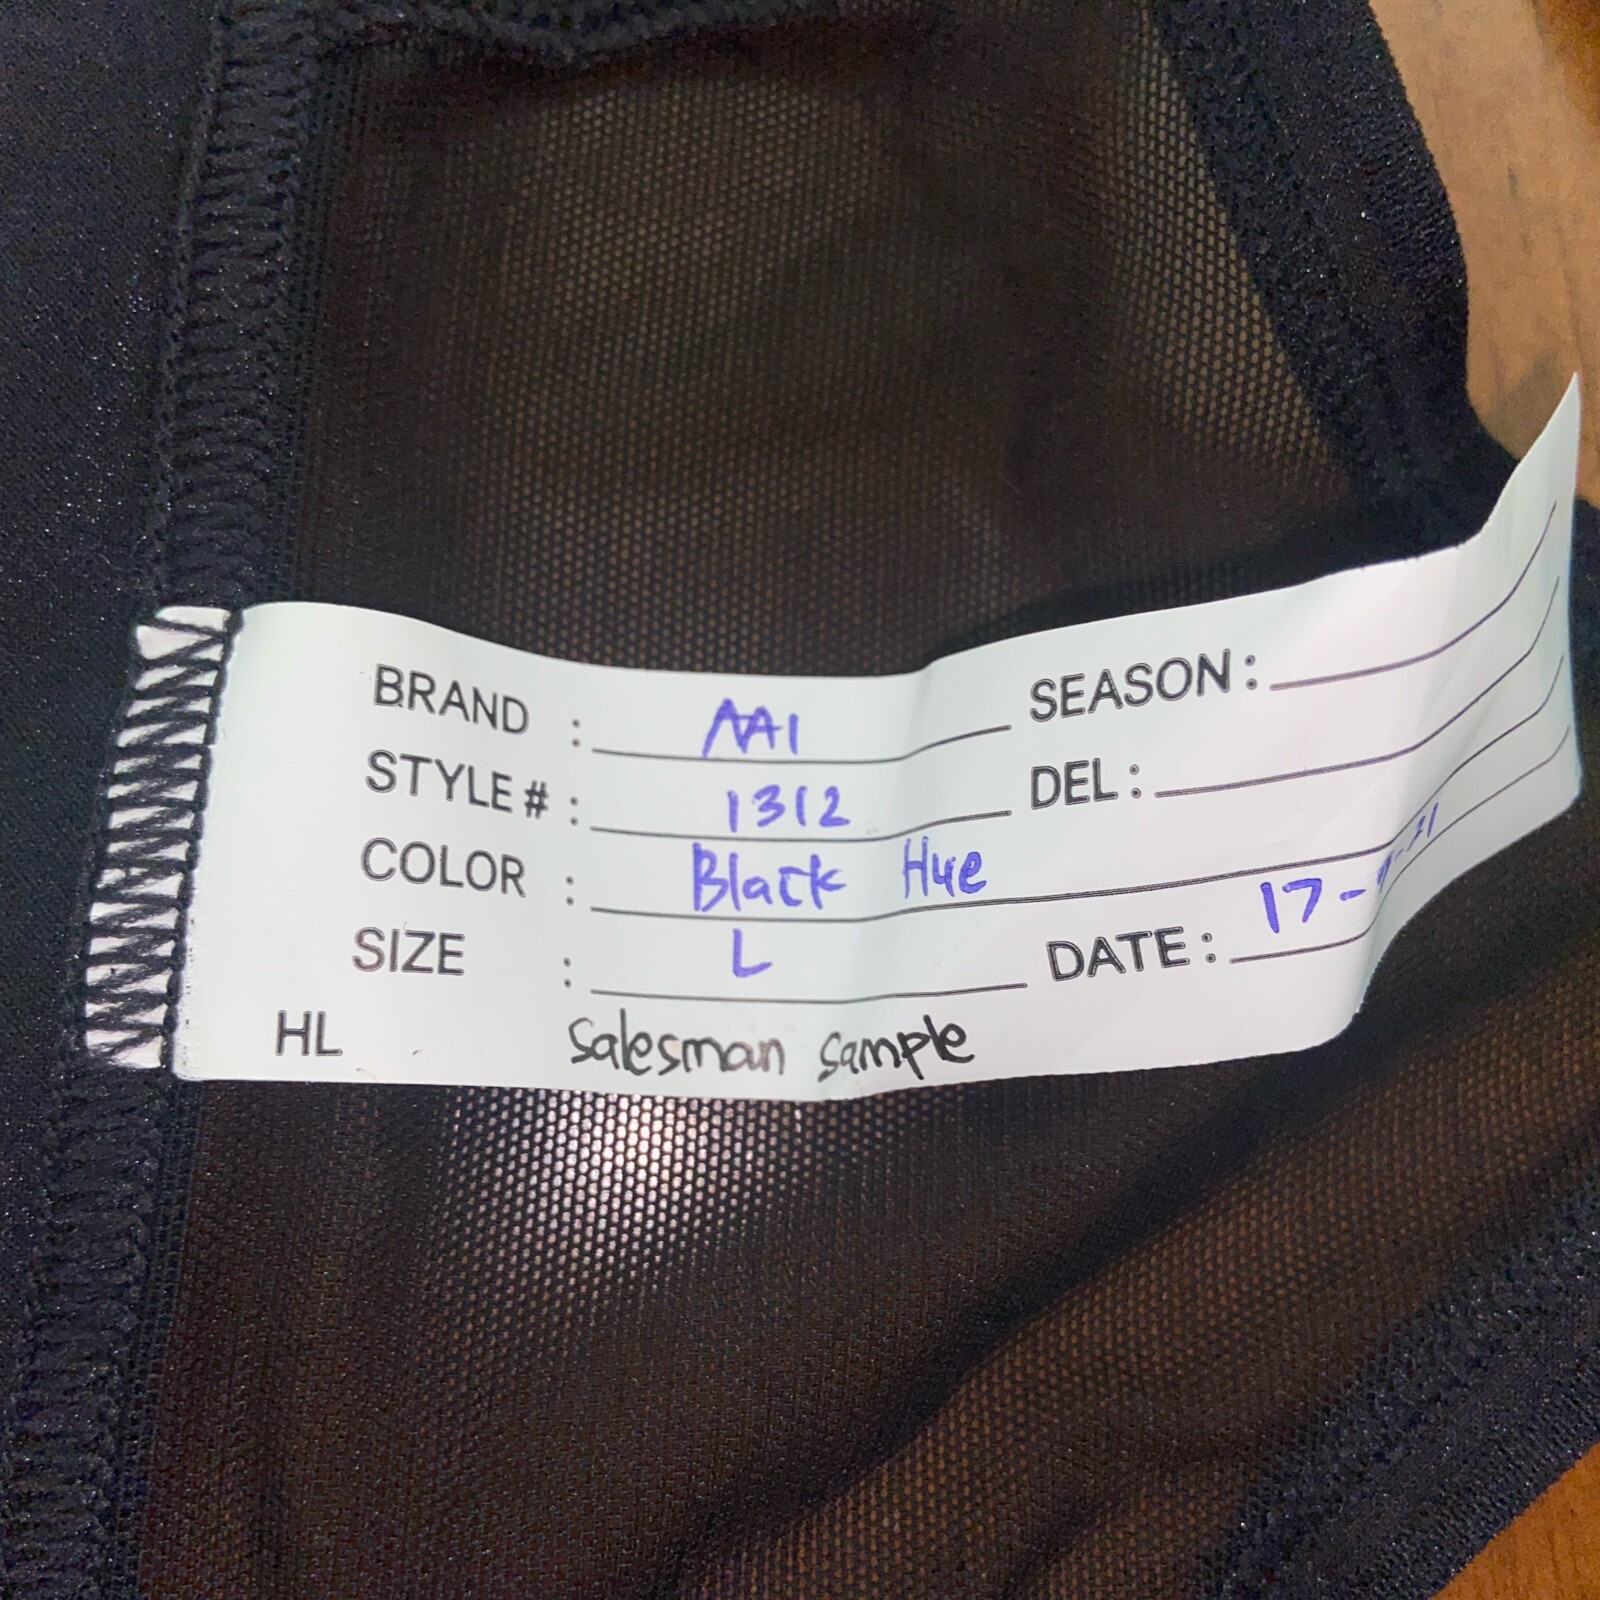 BRAND : AA1 SEASON :
STYLE # : 1312 DEL :
COLOR : Black Hue
SIZE : L DATE : 17-
HL salesman sample